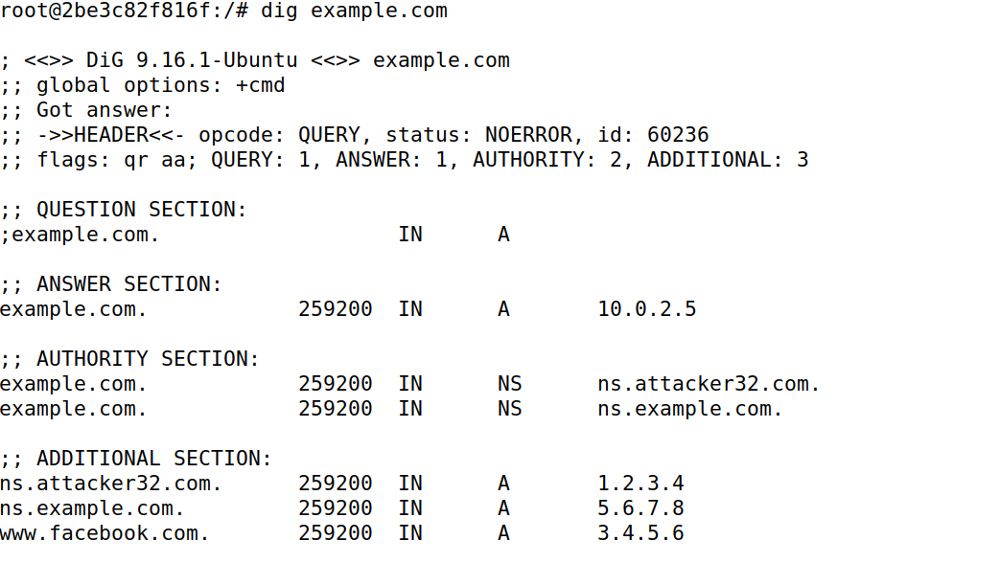 root@2be3c82f816f:/# dig example.com
; <<>> DiG 9.16.1-Ubuntu <<>> example.com
;; global options: +cmd
;; Got answer:
;; ->>HEADER<<- opcode: QUERY, status: NOERROR, id: 60236
;; flags: qr aa; QUERY: 1, ANSWER: 1, AUTHORITY: 2, ADDITIONAL: 3
;; QUESTION SECTION:
;example.com. IN A
;; ANSWER SECTION:
example.com. 259200 IN A 10.0.2.5
;; AUTHORITY SECTION:
example.com. 259200 IN NS ns.attacker32.com.
example.com. 259200 IN NS ns.example.com.
;; ADDITIONAL SECTION:
ns.attacker32.com. 259200 IN A 1.2.3.4
ns.example.com. 259200 IN A 5.6.7.8
www.facebook.com. 259200 IN A 3.4.5.6